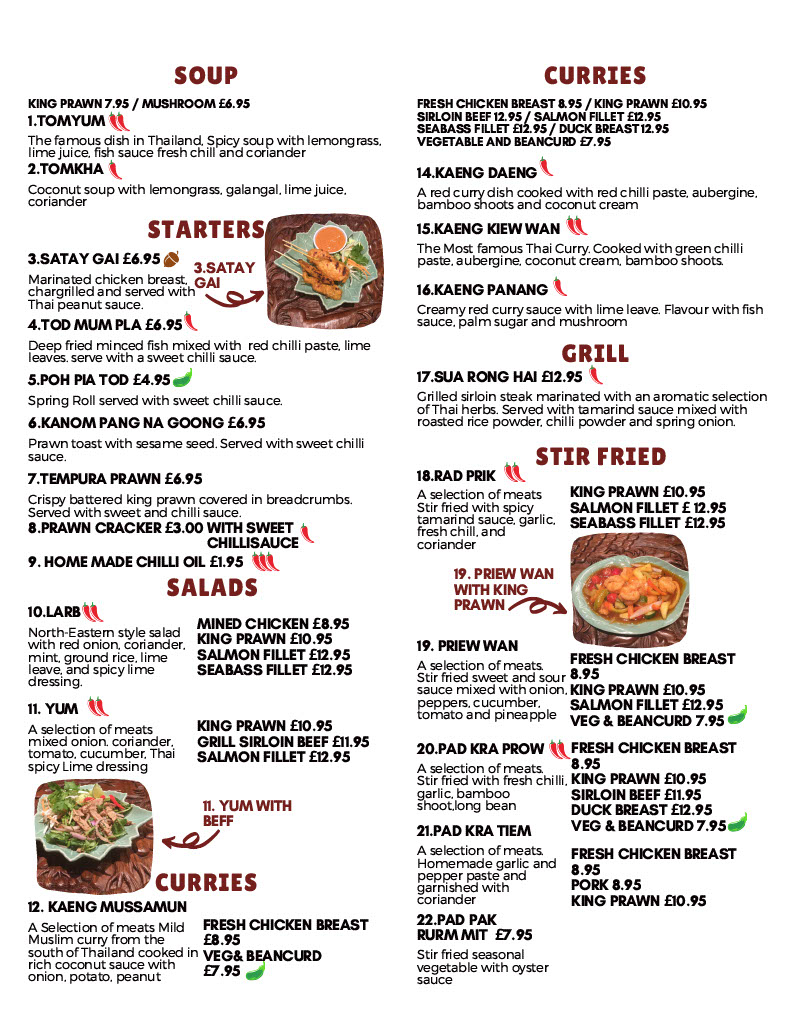 SOUP
KING PRAWN 7.95 / MUSHROOM £6.95
1.TOMYUM
The famous dish in Thailand, Spicy soup with lemongrass,
lime juice, fish sauce fresh chill and coriander
2.TOMKHA
Coconut soup with lemongrass, galangal, lime juice,
coriander
STARTERS
3.SATAY GAI £6.95
Marinated chicken breast,
chargrilled and served with
Thai peanut sauce.
3.SATAY
GAI
4.TOD MUM PLA £6.95
Deep fried minced fish mixed with  red chilli paste, lime
leaves. serve with a sweet chilli sauce.
5.POH PIA TOD £4.95
Spring Roll served with sweet chilli sauce.
6.KANOM PANG NA GOONG £6.95
Prawn toast with sesame seed. Served with sweet chilli
sauce.
7.TEMPURA PRAWN £6.95
Crispy battered king prawn covered in breadcrumbs.
Served with sweet and chilli sauce.
8.PRAWN CRACKER £3.00 WITH SWEET
CHILLISAUCE
9. HOME MADE CHILLI OIL £1.95
SALADS
10.LARB
North-Eastern style salad
with red onion, coriander,
mint, ground rice, lime
leave, and spicy lime
dressing.
MINED CHICKEN £8.95
KING PRAWN £10.95
SALMON FILLET £12.95
SEABASS FILLET £12.95
11. YUM
A selection of meats
mixed onion. coriander,
tomato, cucumber, Thai
spicy Lime dressing
KING PRAWN £10.95
GRILL SIRLOIN BEEF £11.95
SALMON FILLET £12.95
11. YUM WITH
BEFF
CURRIES
12. KAENG MUSSAMUN
A Selection of meats Mild
Muslim curry from the
south of Thailand cooked in
rich coconut sauce with
onion, potato, peanut
FRESH CHICKEN BREAST
£8.95
VEG& BEANCURD
£7.95
CURRIES
FRESH CHICKEN BREAST 8.95 / KING PRAWN £10.95
SIRLOIN BEEF 12.95 / SALMON FILLET £12.95
SEABASS FILLET £12.95 / DUCK BREAST 12.95
VEGETABLE AND BEANCURD £7.95
14.KAENG DAENG
A red curry dish cooked with red chilli paste, aubergine,
bamboo shoots and coconut cream
15.KAENG KIEW WAN
The Most famous Thai Curry. Cooked with green chilli
paste, aubergine, coconut cream, bamboo shoots.
16.KAENG PANANG
Creamy red curry sauce with lime leave. Flavour with fish
sauce, palm sugar and mushroom
GRILL
17.SUA RONG HAI £12.95
Grilled sirloin steak marinated with an aromatic selection
of Thai herbs. Served with tamarind sauce mixed with
roasted rice powder, chilli powder and spring onion.
STIR FRIED
18.RAD PRIK
A selection of meats
Stir fried with spicy
tamarind sauce, garlic,
fresh chill, and
coriander
KING PRAWN £10.95
SALMON FILLET £ 12.95
SEABASS FILLET £12.95
19. PRIEW WAN
WITH KING
PRAWN
19. PRIEW WAN
A selection of meats.
Stir fried sweet and sour
sauce mixed with onion,
peppers, cucumber,
tomato and pineapple
FRESH CHICKEN BREAST
8.95
KING PRAWN £10.95
SALMON FILLET £12.95
VEG & BEANCURD 7.95
20.PAD KRA PROW
A selection of meats.
Stir fried with fresh chilli,
garlic, bamboo
shoot,long bean
FRESH CHICKEN BREAST
8.95
KING PRAWN £10.95
SIRLOIN BEEF £11.95
DUCK BREAST £12.95
VEG & BEANCURD 7.95
21.PAD KRA TIEM
A selection of meats.
Homemade garlic and
pepper paste and
garnished with
coriander
FRESH CHICKEN BREAST
8.95
PORK 8.95
KING PRAWN £10.95
22.PAD PAK
RURM MIT  £7.95
Stir fried seasonal
vegetable with oyster
sauce